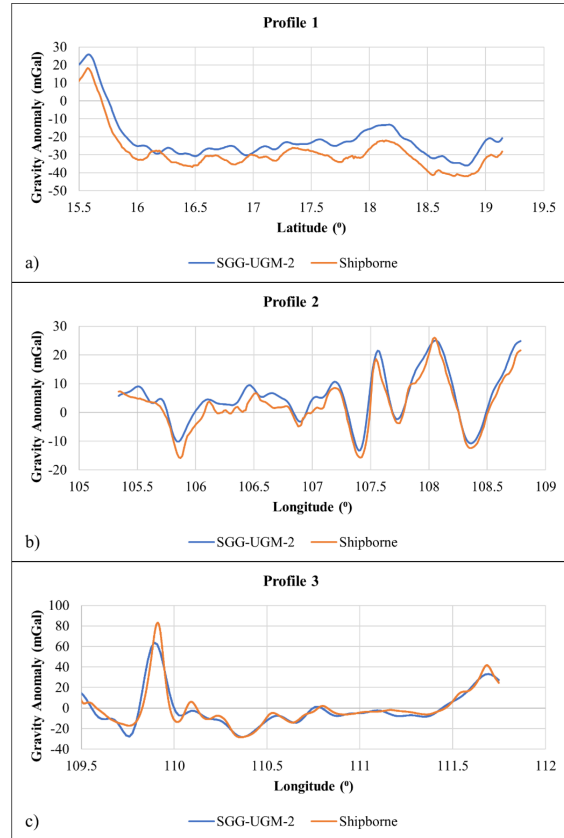 Profile 1
Gravity Anomaly (mGal)
30
20
10
0
-10
-20
-30
-40
-50
15.5 16 16.5 17 17.5 18 18.5 19 19.5
Latitude (⁰)
a)
SGG-UGM-2 Shipborne
Profile 2
Gravity Anomaly (mGal)
30
20
10
0
-10
-20
105 105.5 106 106.5 107 107.5 108 108.5 109
Longitude (⁰)
b)
SGG-UGM-2 Shipborne
Profile 3
Gravity Anomaly (mGal)
100
80
60
40
20
0
-20
-40
109.5 110 110.5 111 111.5 112
Longitude (⁰)
c)
SGG-UGM-2 Shipborne